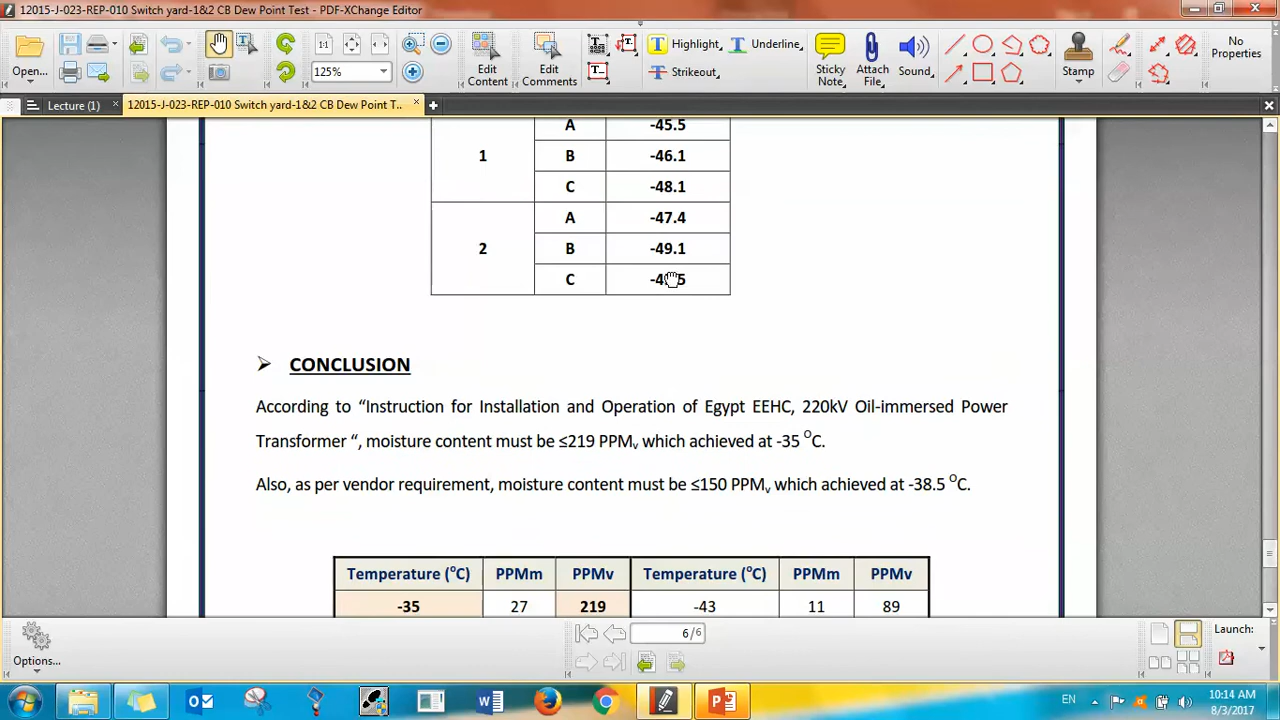 12015-J-023-REP-010 Switch yard-1&2 CB Dew Point Test - PDF-XChange Editor
Open...
1:1
125%
Edit Content
Edit Comments
Highlight
Underline
Strikeout
Sticky Note
Attach File
Sound
Stamp
No Properties
Lecture (1)
12015-J-023-REP-010 Switch yard-1&2 CB Dew Point T..
A -45.5
1 B -46.1
C -48.1
A -47.4
2 B -49.1
C
CONCLUSION
According to “Instruction for Installation and Operation of Egypt EEHC, 220kV Oil-immersed Power
Transformer “, moisture content must be ≤219 PPMv which achieved at -35 °C.
Also, as per vendor requirement, moisture content must be ≤150 PPMv which achieved at -38.5 °C.
Temperature (°C) PPMm PPMv Temperature (°C) PPMm PPMv
-35 27 219 -43 11 89
Options...
6/6
Launch:
EN
10:14 AM
8/3/2017